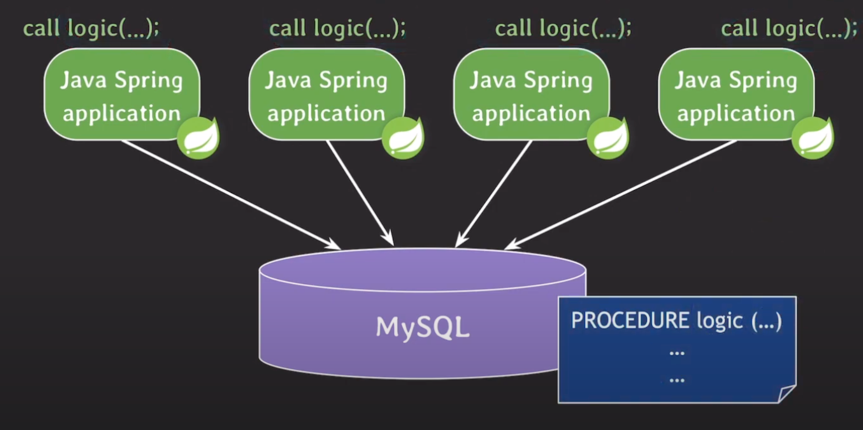 call logic(...);
call logic(...);
call logic(...);
call logic(...);
Java Spring
application
Java Spring
application
Java Spring
application
Java Spring
application
MySQL
PROCEDURE logic (...)
...
...